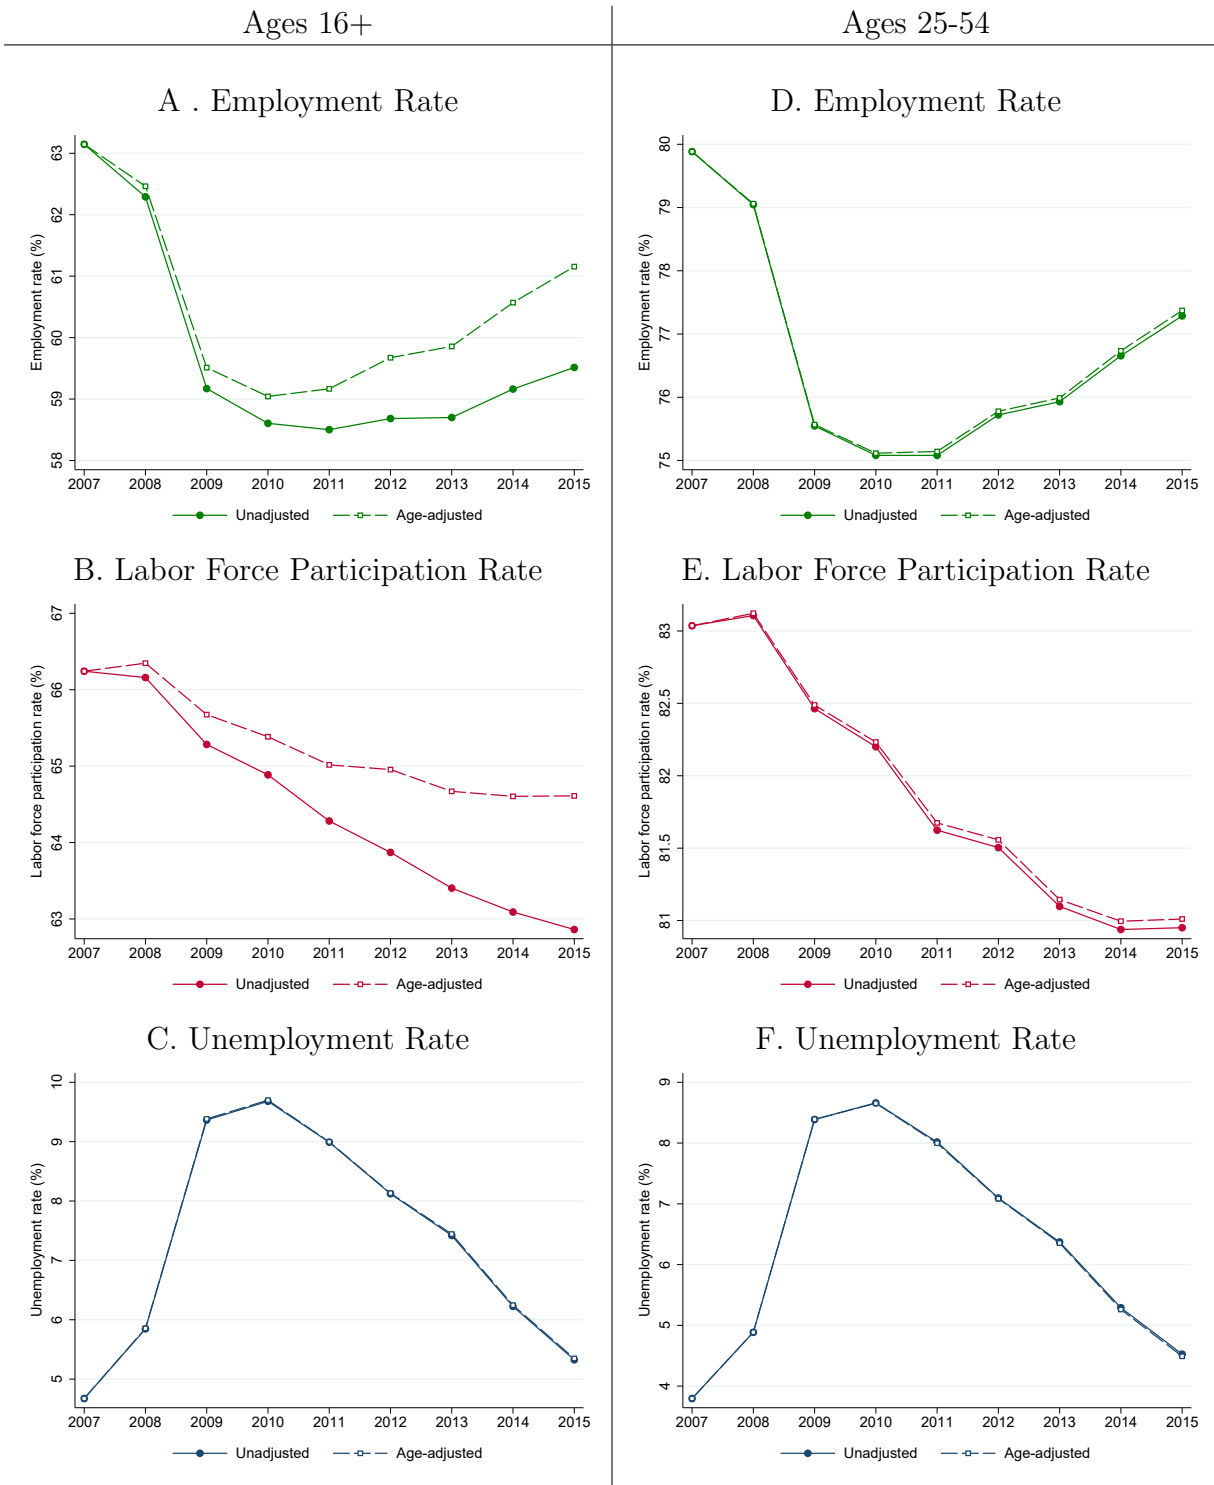 Ages 16+
Ages 25-54
A . Employment Rate
Employment rate (%)
63
62
61
60
59
58
2007 2008 2009 2010 2011 2012 2013 2014 2015
Unadjusted Age-adjusted
D. Employment Rate
Employment rate (%)
80
79
78
77
76
75
2007 2008 2009 2010 2011 2012 2013 2014 2015
Unadjusted Age-adjusted
B. Labor Force Participation Rate
Labor force participation rate (%)
67
66
65
64
63
2007 2008 2009 2010 2011 2012 2013 2014 2015
Unadjusted Age-adjusted
E. Labor Force Participation Rate
Labor force participation rate (%)
83
82.5
82
81.5
81
2007 2008 2009 2010 2011 2012 2013 2014 2015
Unadjusted Age-adjusted
C. Unemployment Rate
Unemployment rate (%)
10
9
8
7
6
5
2007 2008 2009 2010 2011 2012 2013 2014 2015
Unadjusted Age-adjusted
F. Unemployment Rate
Unemployment rate (%)
9
8
7
6
5
4
2007 2008 2009 2010 2011 2012 2013 2014 2015
Unadjusted Age-adjusted